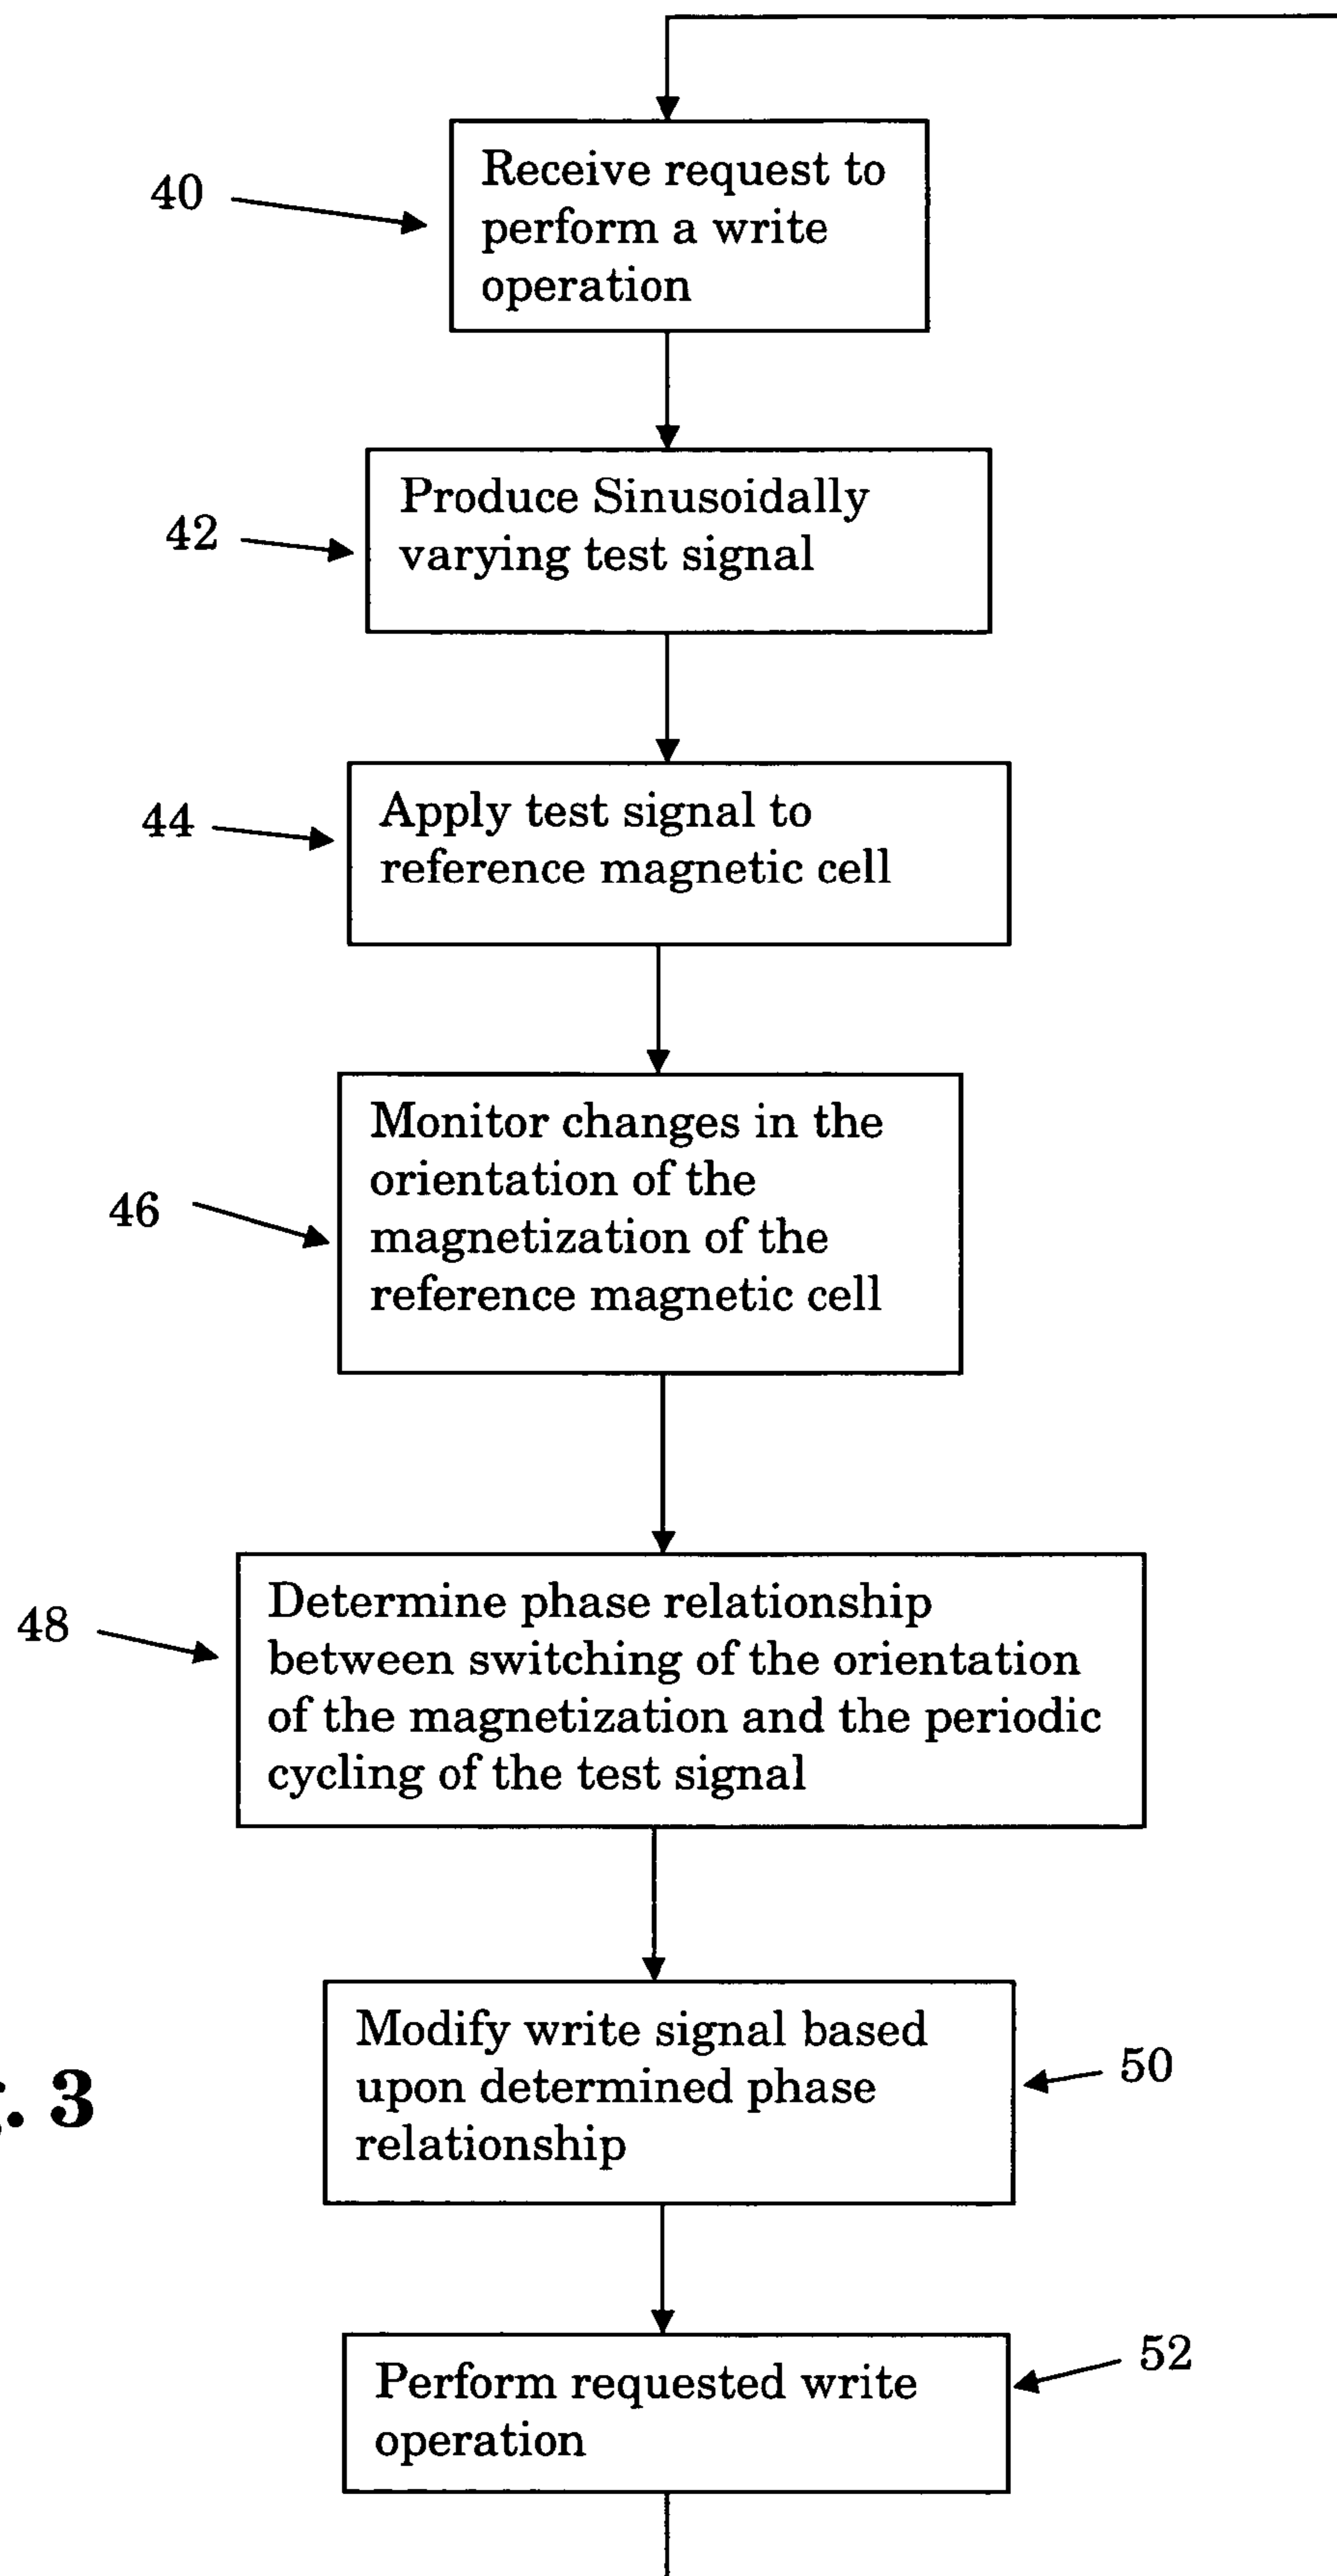 40
Receive request to
perform a write
operation
42
Produce Sinusoidally
varying test signal
44
Apply test signal to
reference magnetic cell
46
Monitor changes in the
orientation of the
magnetization of the
reference magnetic cell
48
Determine phase relationship
between switching of the orientation
of the magnetization and the periodic
cycling of the test signal
Modify write signal based
upon determined phase
relationship
50
. 3
Perform requested write
operation
52